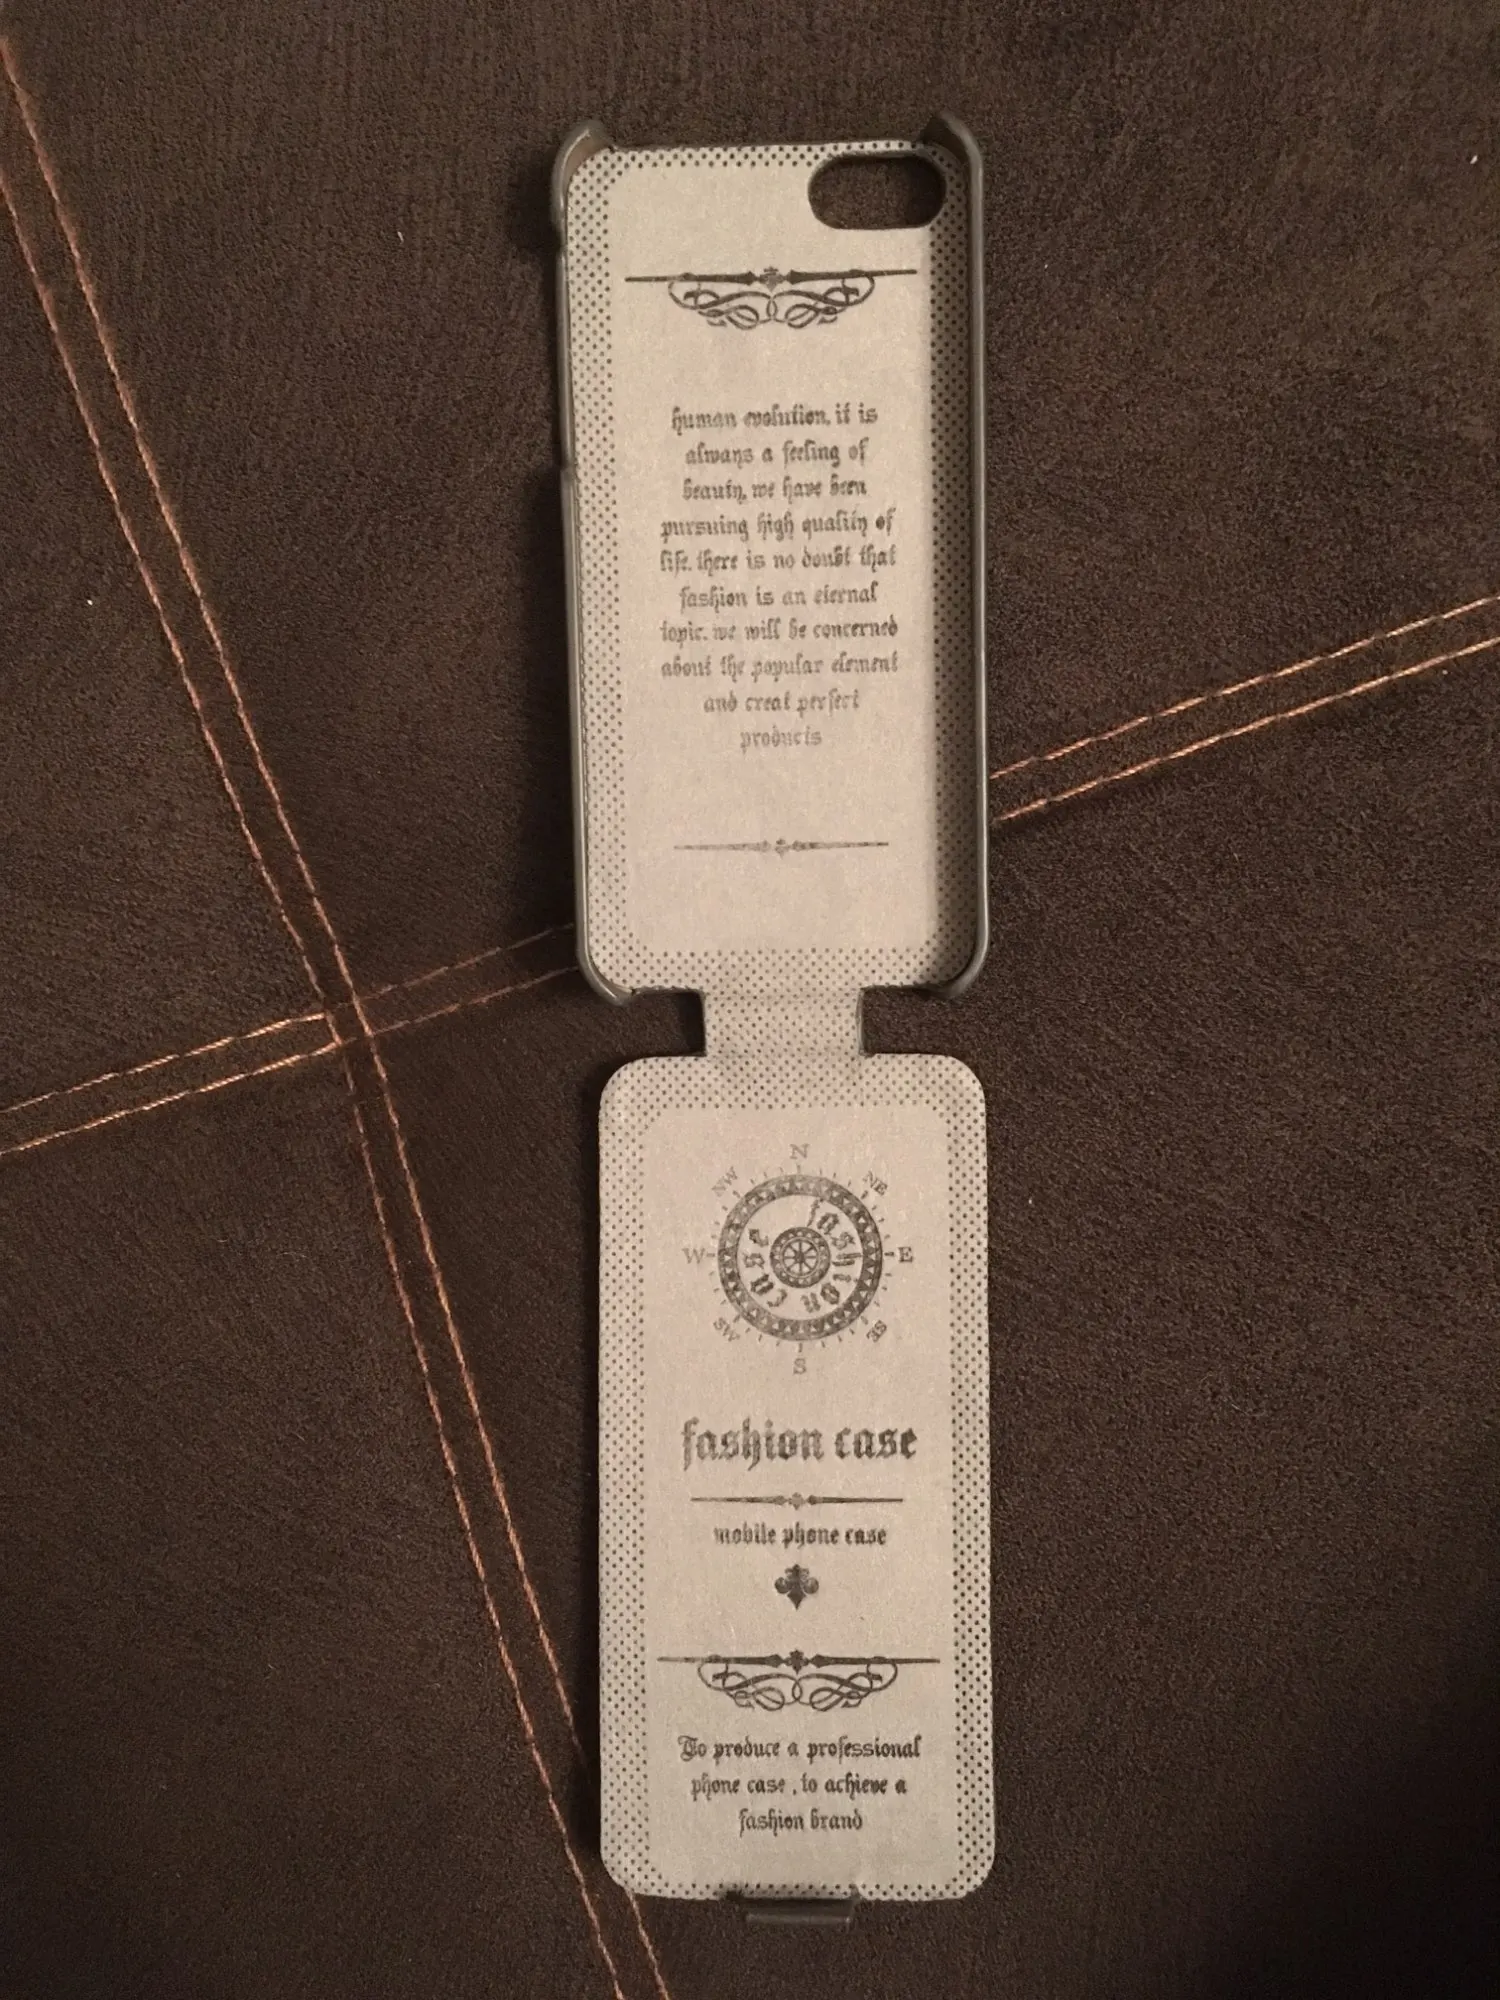 human evolution, it is
always a feeling of
beauty, we have been
pursuing high quality of
life. there is no doubt that
fashion is an eternal
topic. we will be concerned
about the popular element
and creat perfect
products
N
NW
NE
fashion case
W
E
SW
SE
S
fashion case
mobile phone case
To produce a professional
phone case , to achieve a
fashion brand